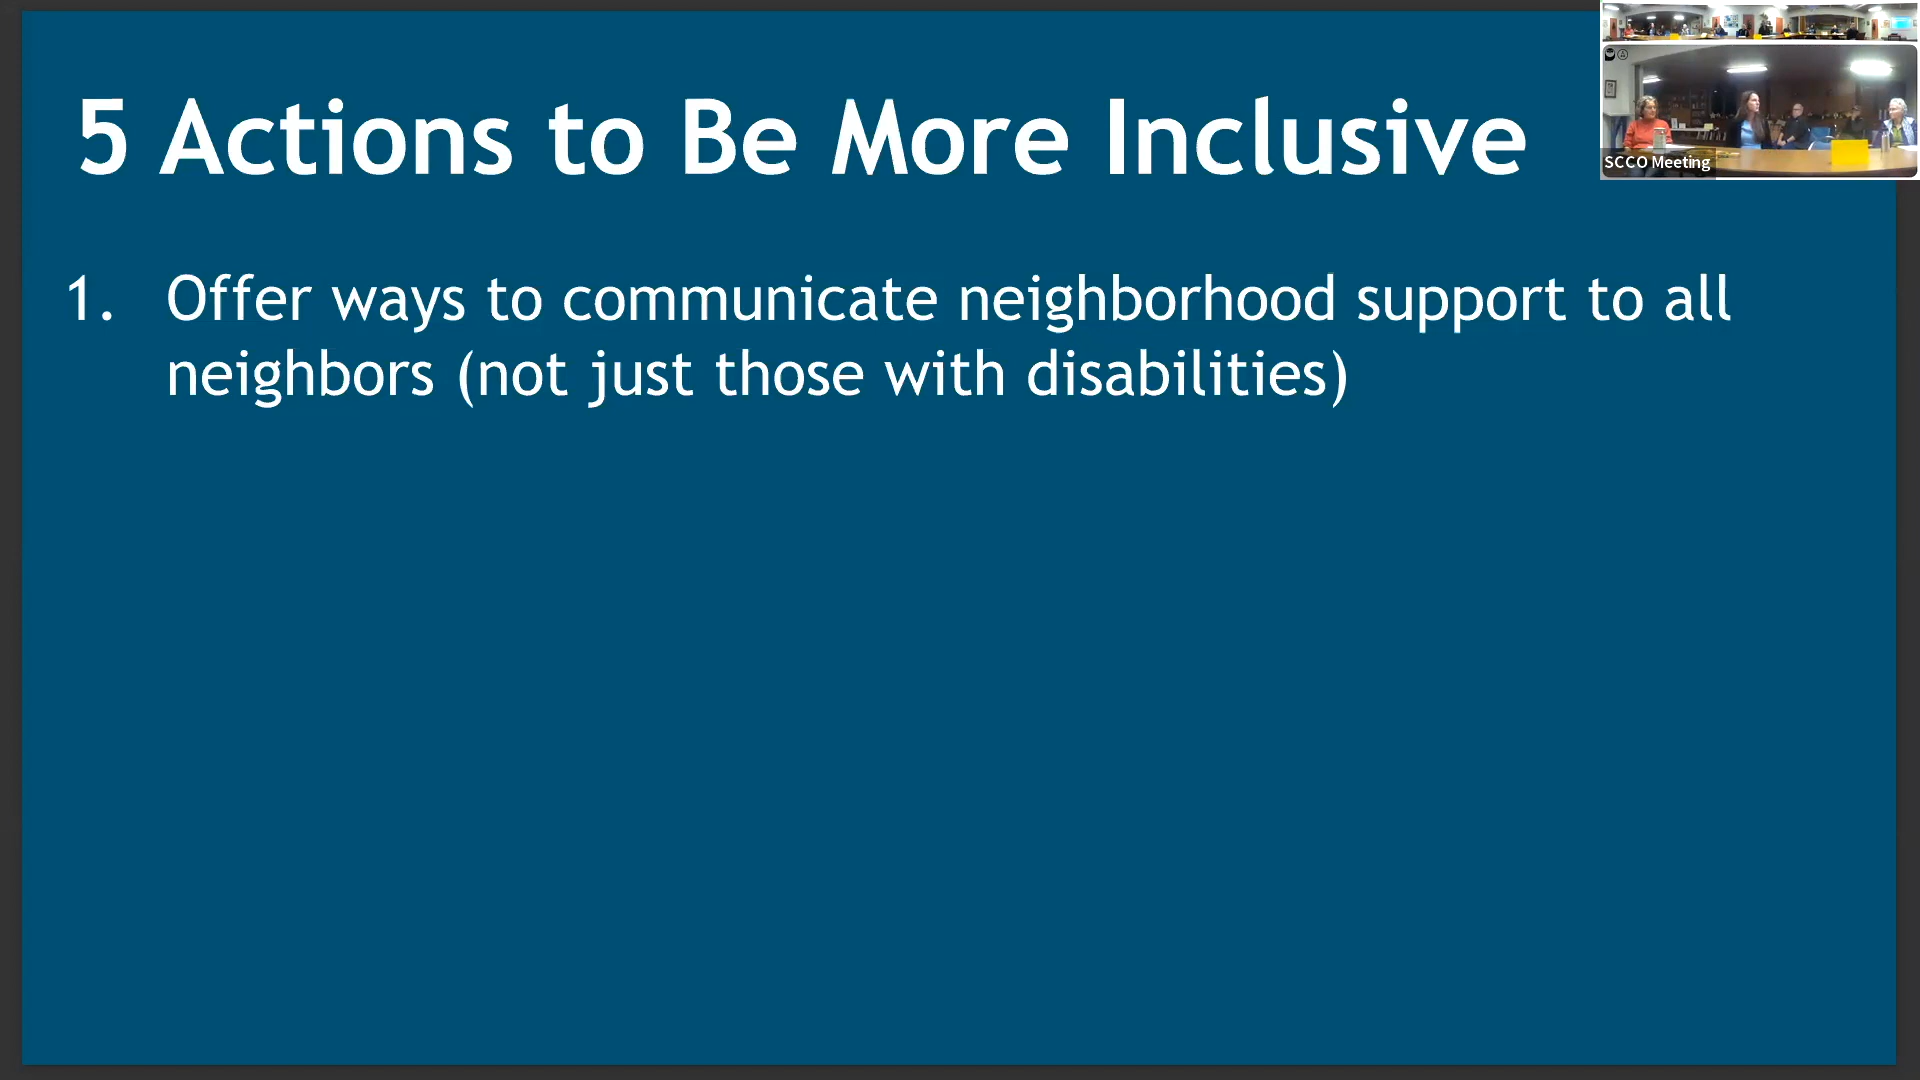 5 Actions to Be More Inclusive
1. Offer ways to communicate neighborhood support to all
neighbors (not just those with disabilities)
SCCO Meeting